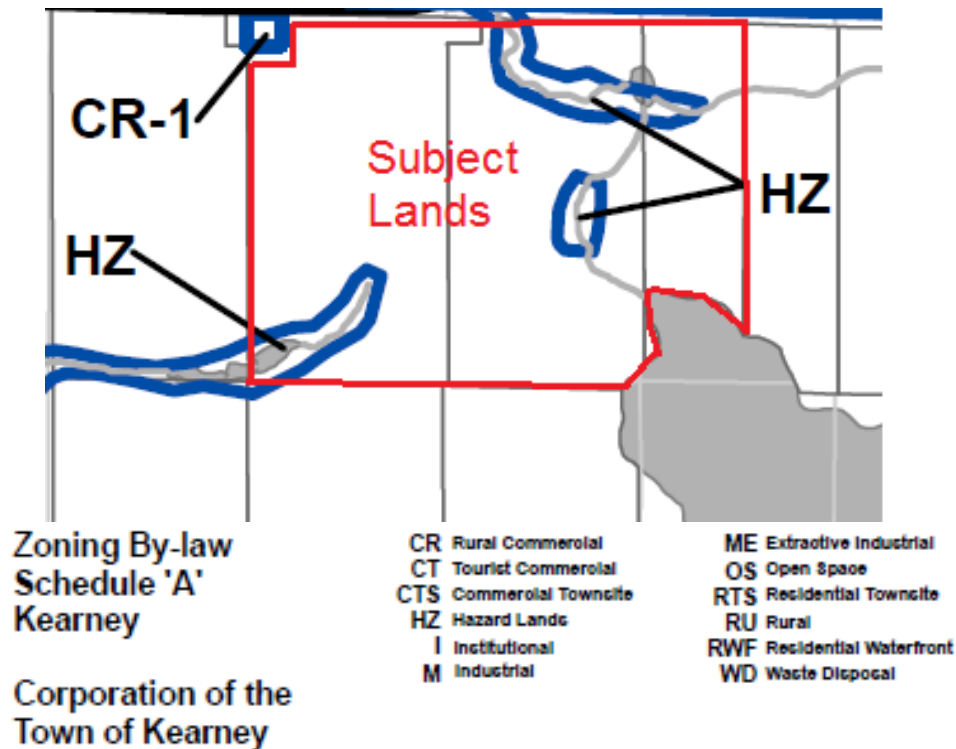 CR-1
Subject
Lands
HZ
HZ
Zoning By-law
Schedule 'A'
Kearney
Corporation of the
Town of Kearney
CR Rural Commercial
CT Tourist Commercial
CTS Commercial Townsite
HZ Hazard Lands
I Institutional
M Industrial
ME Extractive Industrial
OS Open Space
RTS Residential Townsite
RU Rural
RWF Residential Waterfront
WD Waste Disposal